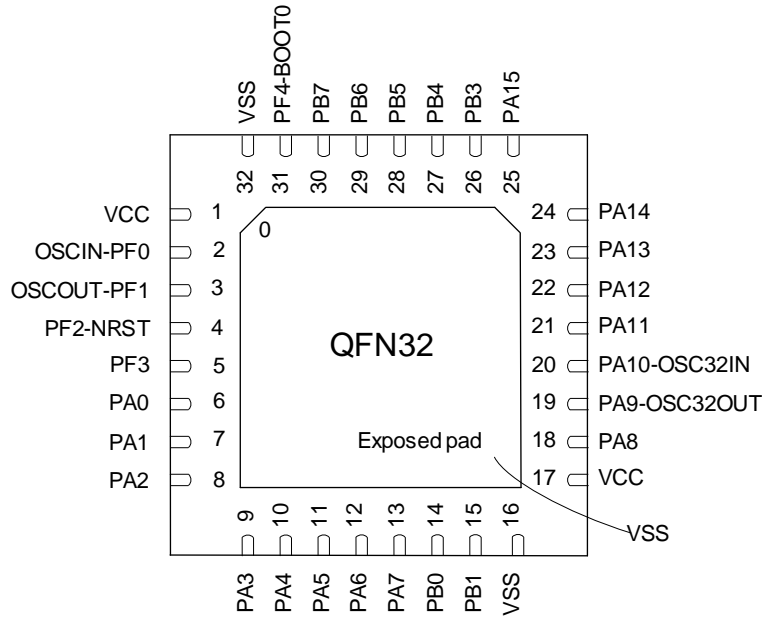 VSS
PF4-BOOT0
PB7
PB6
PB5
PB4
PB3
PA15
32
31
30
29
28
27
26
25
VCC 1
OSCIN-PF0 2
OSCOUT-PF1 3
PF2-NRST 4
PF3 5
PA0 6
PA1 7
PA2 8
0
QFN32
Exposed pad
24 PA14
23 PA13
22 PA12
21 PA11
20 PA10-OSC32IN
19 PA9-OSC32OUT
18 PA8
17 VCC
VSS
9
10
11
12
13
14
15
16
PA3
PA4
PA5
PA6
PA7
PB0
PB1
VSS